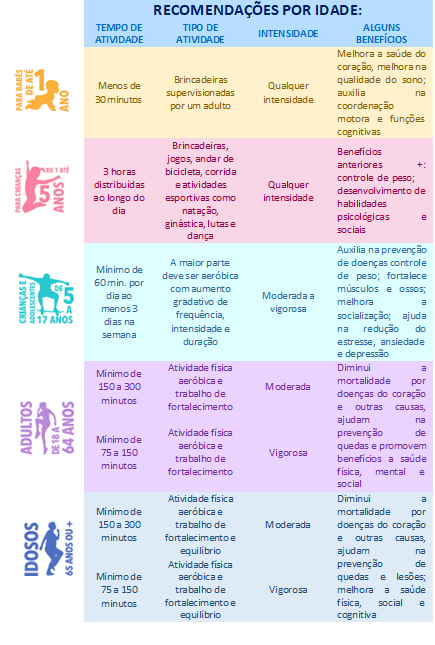 RECOMENDAÇÕES POR IDADE:
TEMPO DE
ATIVIDADE
TIPO DE
ATIVIDADE
INTENSIDADE
ALGUNS
BENEFÍCIOS
PARA BABÊS
DE ATÉ
1
ANO
Menos de
30 minutos
Brincadeiras
supervisionadas
por um adulto
Qualquer
intensidade
Melhora a saúde do
coração, melhora na
qualidade do sono;
auxilia na
coordenação
motora e funções
cognitivas
PARA CRIANÇAS
DE 1 ATÉ
5
ANOS
3 horas
distribuídas
ao longo do
dia
Brincadeiras,
jogos, andar de
bicicleta, corrida
e atividades
esportivas como
natação,
ginástica, lutas e
dança
Qualquer
intensidade
Benefícios
anteriores +:
controle de peso;
desenvolvimento de
habilidades
psicológicas e
sociais
CRIANÇAS E
ADOLESCENTES
DE 5
A
17 ANOS
Mínimo de
60 min. por
dia ao
menos 3
dias na
semana
A maior parte
deve ser aeróbica
com aumento
gradativo de
frequência,
intensidade e
duração
Moderada a
vigorosa
Auxilia na prevenção
de doenças controle
de peso; fortalece
músculos e ossos;
melhora a
socialização; ajuda
na redução do
estresse, ansiedade
e depressão
ADULTOS
DE 18 A
64 ANOS
Mínimo de
150 a 300
minutos
Atividade física
aeróbica e
trabalho de
fortalecimento
Moderada
Mínimo de
75 a 150
minutos
Atividade física
aeróbica e
trabalho de
fortalecimento
Vigorosa
Diminui a
mortalidade por
doenças do coração
e outras causas,
ajudam na
prevenção de
quedas e promovem
benefícios a saúde
física, mental e
social
IDOSOS
65 ANOS OU +
Mínimo de
150 a 300
minutos
Atividade física
aeróbica e
trabalho de
fortalecimento e
equilíbrio
Moderada
Mínimo de
75 a 150
minutos
Atividade física
aeróbica e
trabalho de
fortalecimento e
equilíbrio
Vigorosa
Diminui a
mortalidade por
doenças do coração
e outras causas,
ajudam na
prevenção de
quedas e lesões;
melhora a saúde
física, social e
cognitiva